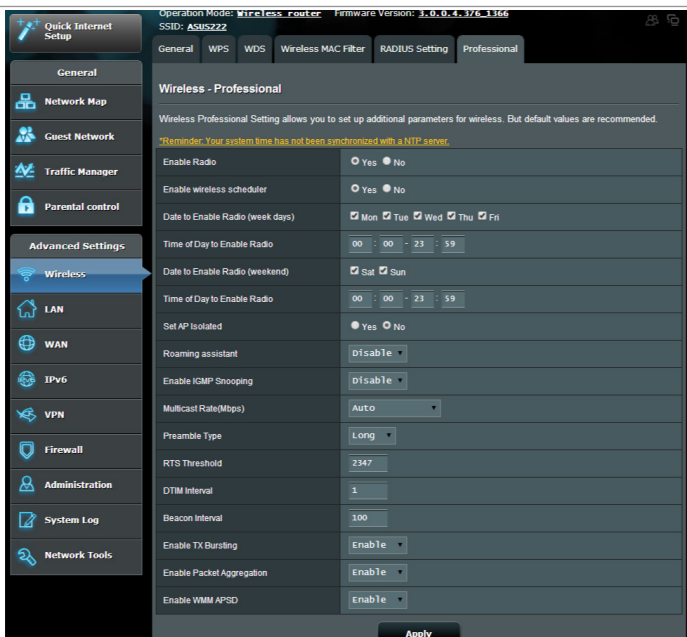 Operation Mode: Wireless router Firmware Version: 3.0.0.4.376_1366
SSID: ASUS222
Quick Internet
Setup
General
Network Map
Guest Network
Traffic Manager
Parental control
Advanced Settings
Wireless
LAN
WAN
IPv6
VPN
Firewall
Administration
System Log
Network Tools
General WPS WDS Wireless MAC Filter RADIUS Setting Professional
Wireless - Professional
Wireless Professional Setting allows you to set up additional parameters for wireless. But default values are recommended.
*Reminder: Your system time has not been synchronized with a NTP server.
Enable Radio Yes No
Enable wireless scheduler Yes No
Date to Enable Radio (week days) Mon Tue Wed Thu Fri
Time of Day to Enable Radio 00 : 00 - 23 : 59
Date to Enable Radio (weekend) Sat Sun
Time of Day to Enable Radio 00 : 00 - 23 : 59
Set AP Isolated Yes No
Roaming assistant Disable
Enable IGMP Snooping Disable
Multicast Rate(Mbps) Auto
Preamble Type Long
RTS Threshold 2347
DTIM Interval 1
Beacon Interval 100
Enable TX Bursting Enable
Enable Packet Aggregation Enable
Enable WMM APSD Enable
Apply